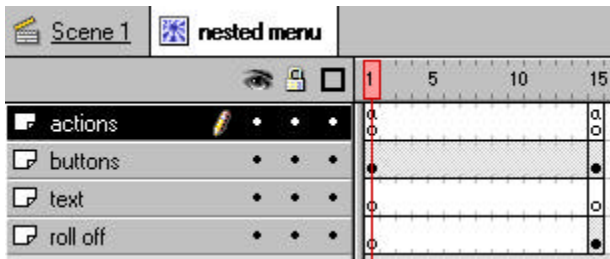 Scene 1 nested menu
1 5 10 15
actions a a
buttons
text
roll off